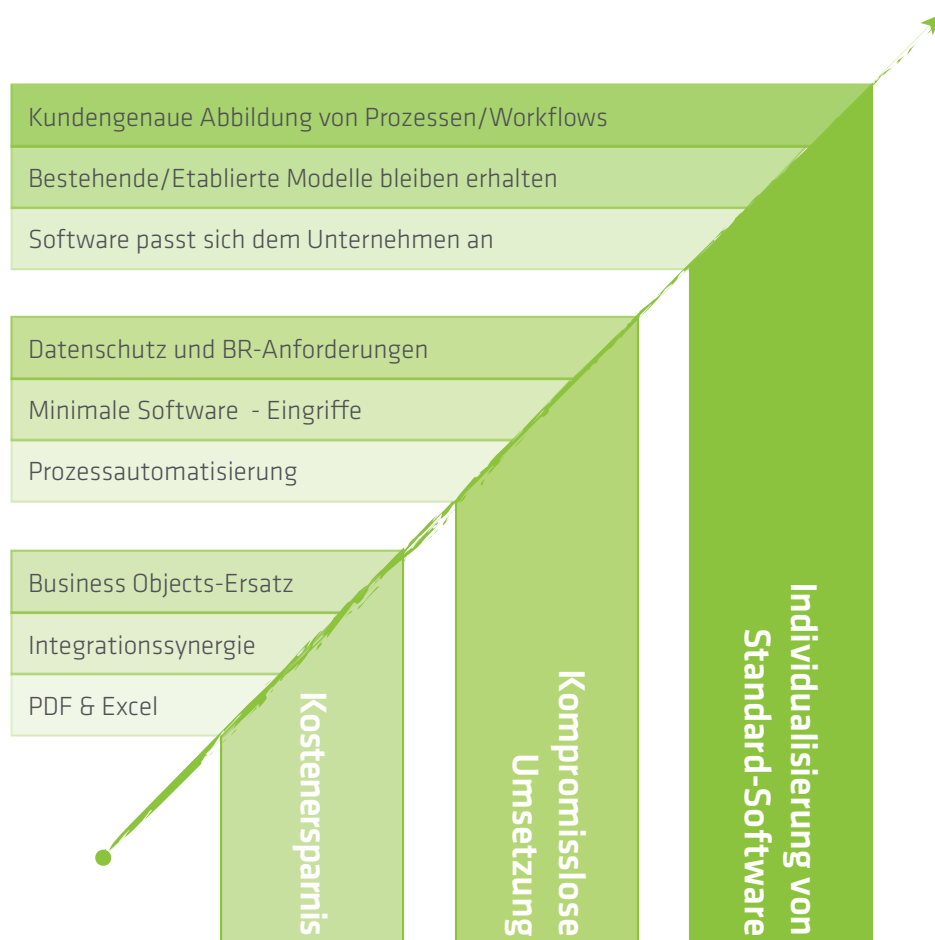 Kundengenaue Abbildung von Prozessen/Workflows
Bestehende/Etablierte Modelle bleiben erhalten
Software passt sich dem Unternehmen an
Datenschutz und BR-Anforderungen
Minimale Software  - Eingriffe
Prozessautomatisierung
Business Objects-Ersatz
Integrationssynergie
PDF & Excel
Kostenersparnis
Kompromisslose
Umsetzung
Individualisierung von
Standard-Software